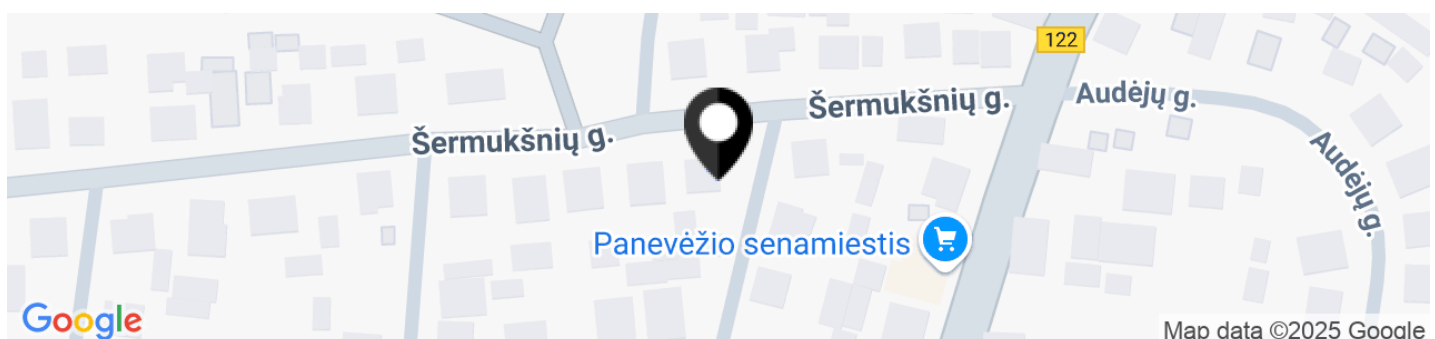 122
Šermukšnių g.
Audėjų g.
Šermukšnių g.
Audėjų g.
Panevėžio senamiestis
Google
Map data ©2025 Google